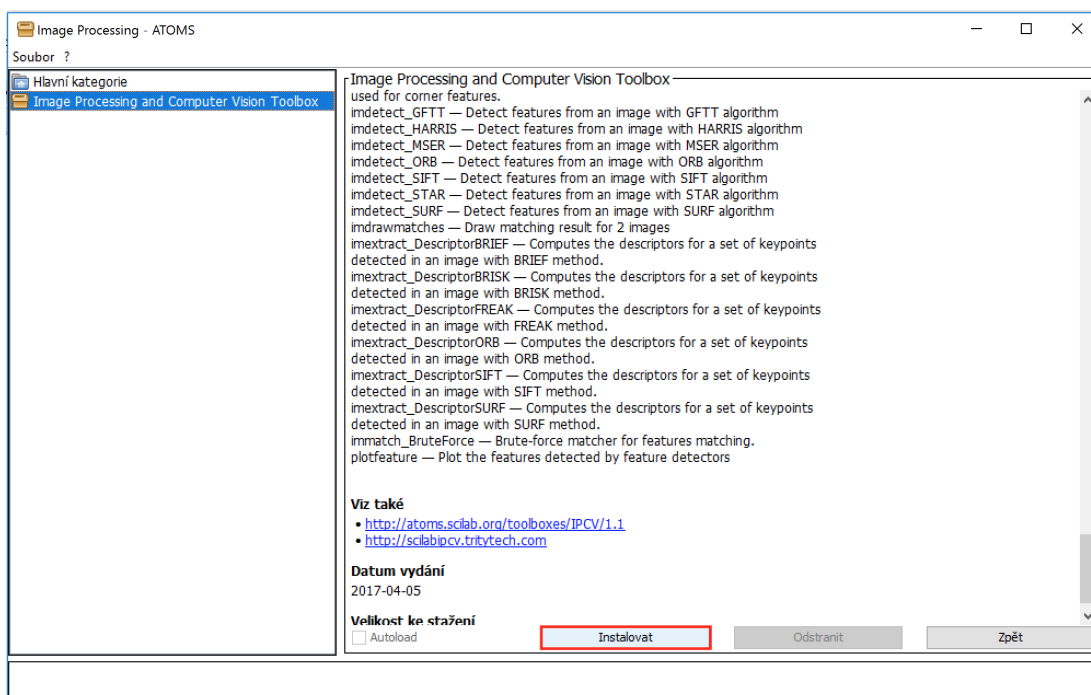 Image Processing - ATOMS
Soubor ?
Hlavní kategorie
Image Processing and Computer Vision Toolbox
Image Processing and Computer Vision Toolbox
used for corner features.
imdetect_GFTT — Detect features from an image with GFTT algorithm
imdetect_HARRIS — Detect features from an image with HARRIS algorithm
imdetect_MSER — Detect features from an image with MSER algorithm
imdetect_ORB — Detect features from an image with ORB algorithm
imdetect_SIFT — Detect features from an image with SIFT algorithm
imdetect_STAR — Detect features from an image with STAR algorithm
imdetect_SURF — Detect features from an image with SURF algorithm
imdrawmatches — Draw matching result for 2 images
imextract_DescriptorBRIEF — Computes the descriptors for a set of keypoints
detected in an image with BRIEF method.
imextract_DescriptorBRISK — Computes the descriptors for a set of keypoints
detected in an image with BRISK method.
imextract_DescriptorFREAK — Computes the descriptors for a set of keypoints
detected in an image with FREAK method.
imextract_DescriptorORB — Computes the descriptors for a set of keypoints
detected in an image with ORB method.
imextract_DescriptorSIFT — Computes the descriptors for a set of keypoints
detected in an image with SIFT method.
imextract_DescriptorSURF — Computes the descriptors for a set of keypoints
detected in an image with SURF method.
immatch_BruteForce — Brute-force matcher for features matching.
plotfeature — Plot the features detected by feature detectors
Viz také
• http://atoms.scilab.org/toolboxes/IPCV/1.1
• http://scilabipcv.tritytech.com
Datum vydání
2017-04-05
Velikost ke stažení
Autoload
Instalovat
Odstranit
Zpět